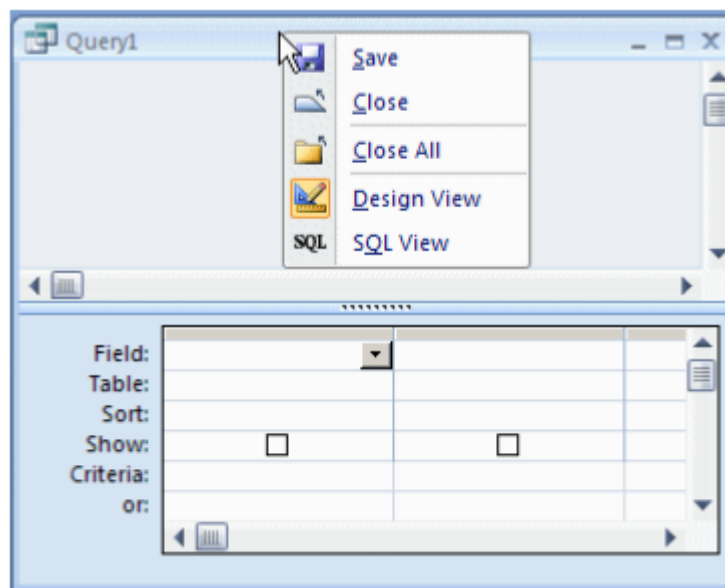 Query1
Save
Close
Close All
Design View
SQL SQL View
Field:
Table:
Sort:
Show:
Criteria:
or: